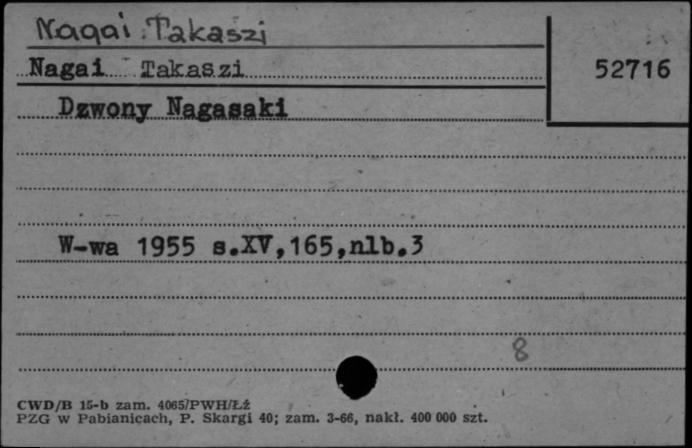 Nagai Takaszi
Nagai Takaszi
52716
Dzwony Nagasaki
W-wa 1955 s.XV,165,nlb.3
8
CWD/B 15-b zam. 4065/PWH/Łź
PZG w Pabianicach, P. Skargi 40; zam. 3-66, nakł. 400 000 szt.